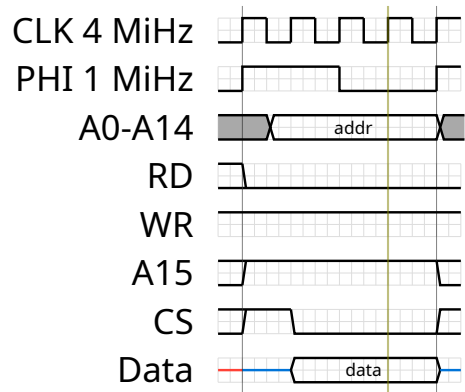 CLK 4 MiHz
PHI 1 MiHz
A0-A14 addr
RD
WR
A15
CS
Data data